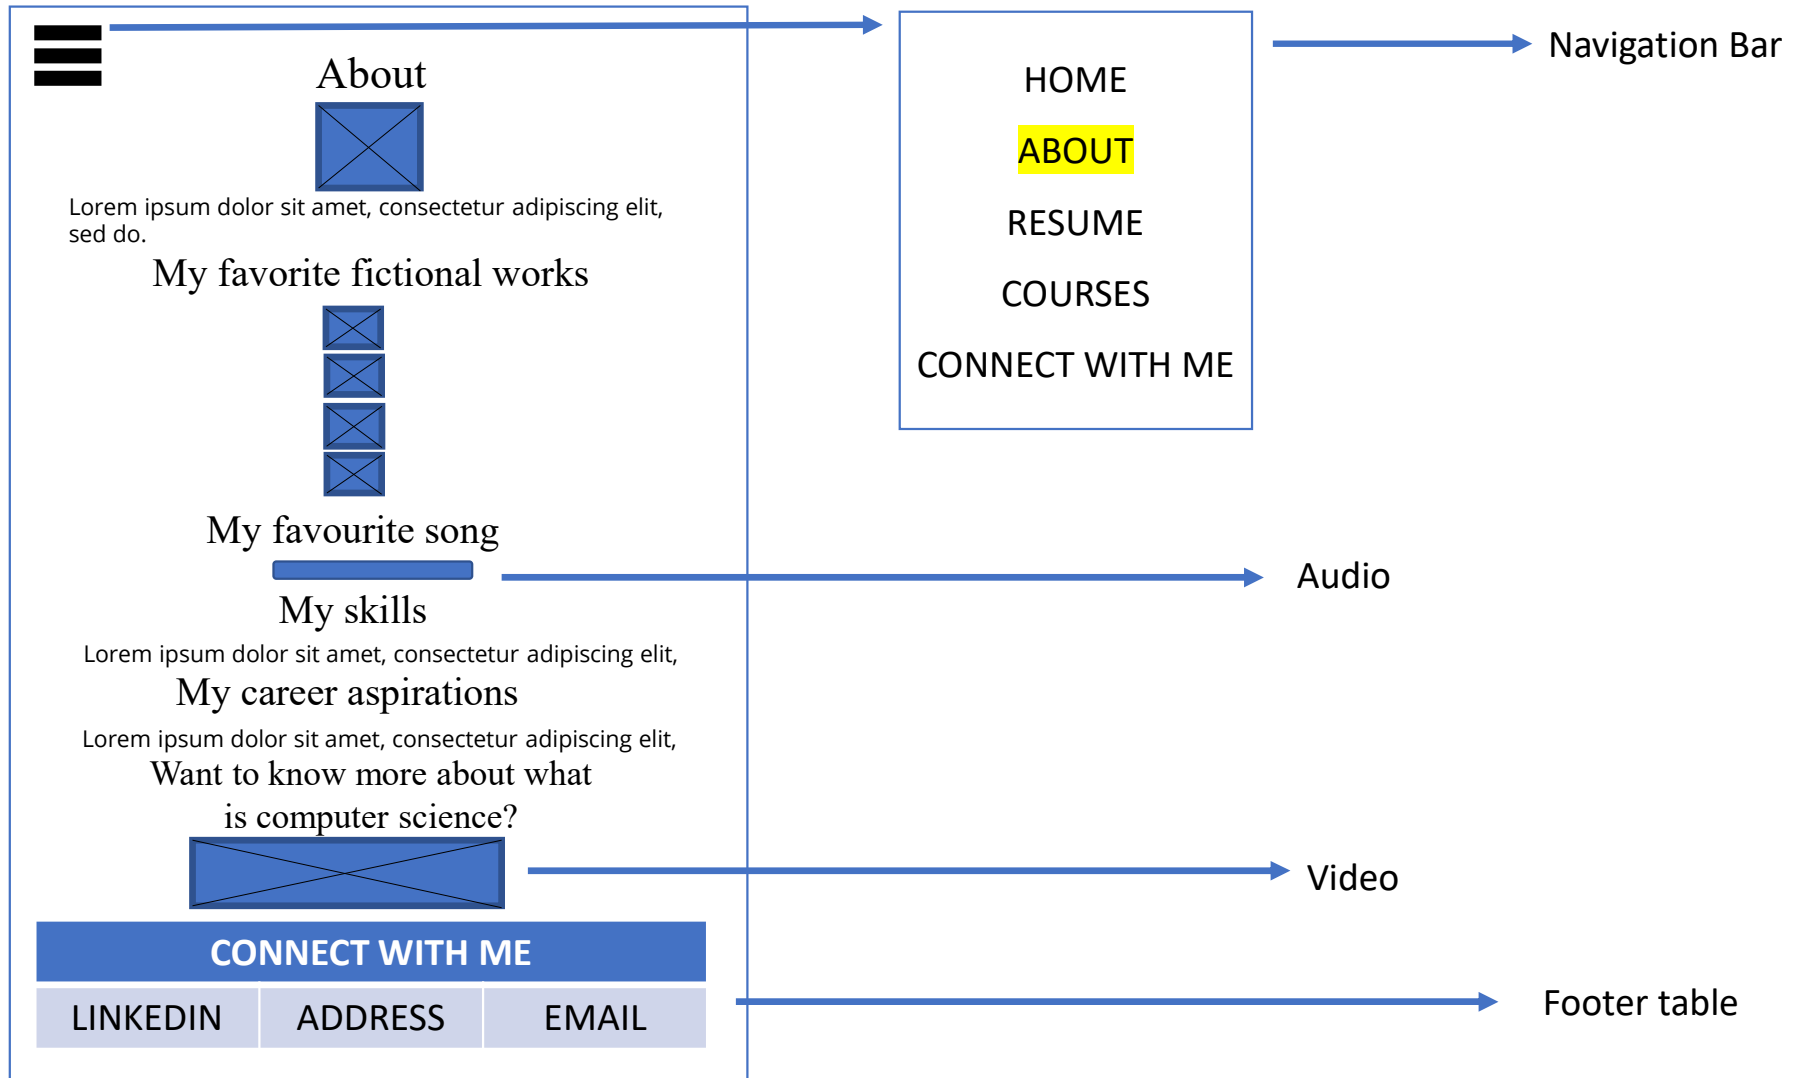 About
Lorem ipsum dolor sit amet, consectetur adipiscing elit,
sed do.
My favorite fictional works
My favourite song
My skills
Lorem ipsum dolor sit amet, consectetur adipiscing elit,
My career aspirations
Lorem ipsum dolor sit amet, consectetur adipiscing elit,
Want to know more about what
is computer science?
CONNECT WITH ME
LINKEDIN ADDRESS EMAIL
HOME
ABOUT
RESUME
COURSES
CONNECT WITH ME
Navigation Bar
Audio
Video
Footer table